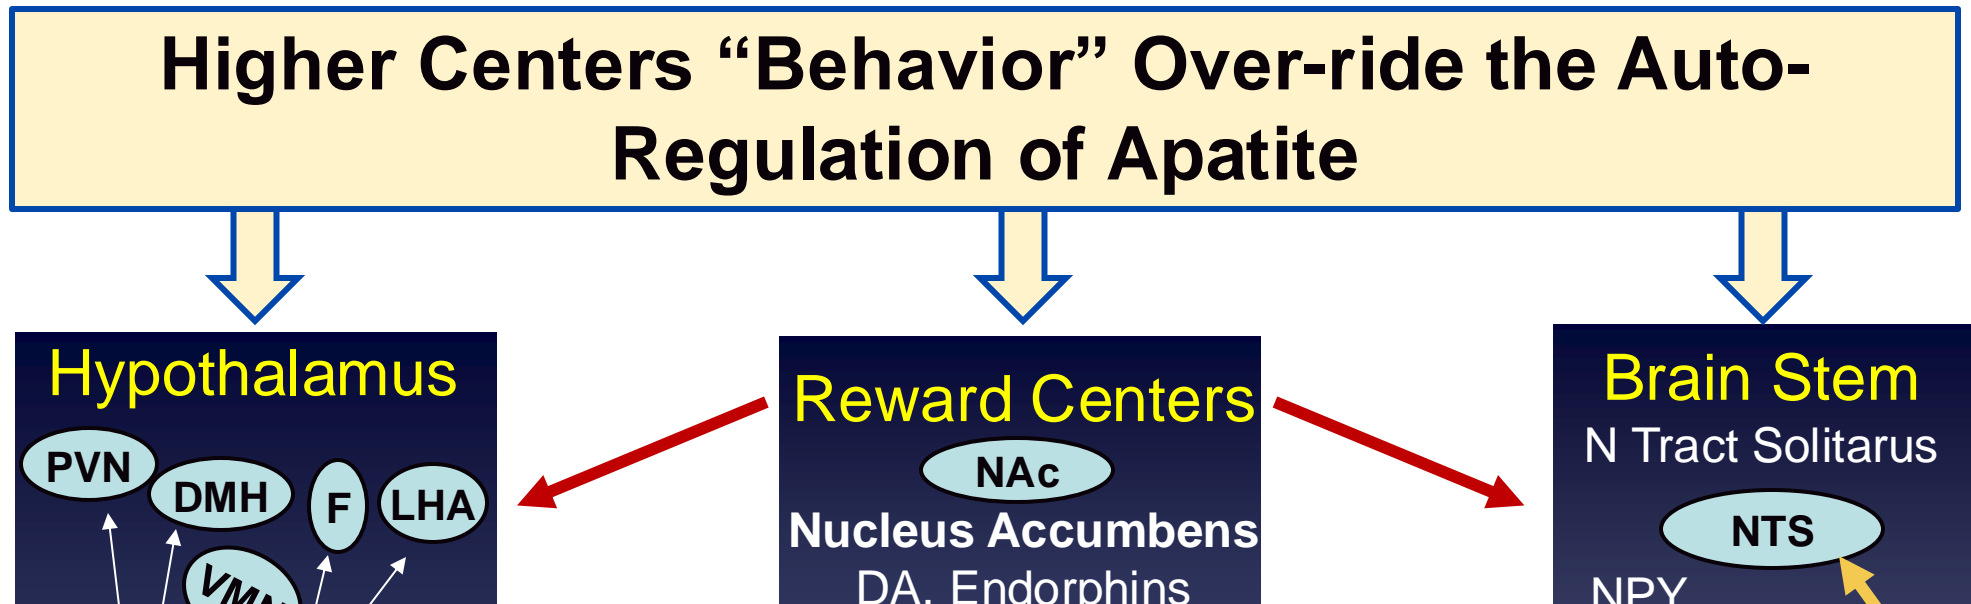 Higher Centers “Behavior” Over-ride the Auto-
Regulation of Apatite
Hypothalamus
PVN
DMH
F
LHA
VMN
Reward Centers
NAc
Nucleus Accumbens
DA, Endorphins
Brain Stem
N Tract Solitarus
NTS
NPY